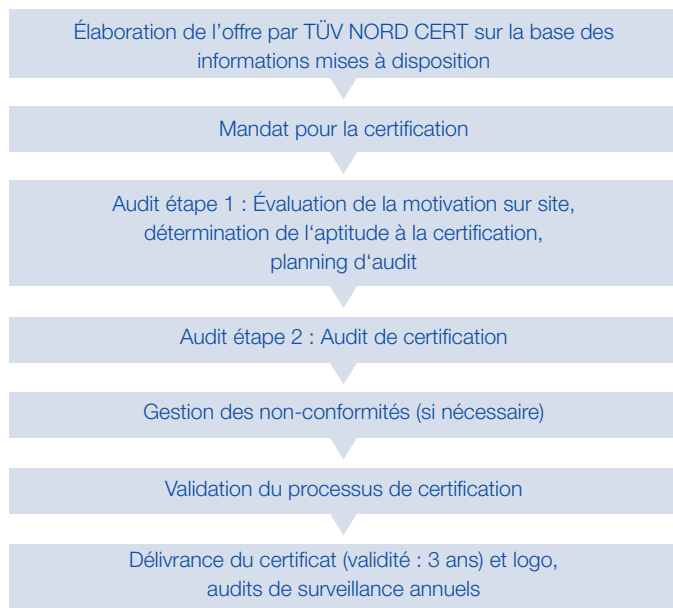 Élaboration de l’offre par TÜV NORD CERT sur la base des
informations mises à disposition
Mandat pour la certification
Audit étape 1 : Évaluation de la motivation sur site,
détermination de l‘aptitude à la certification,
planning d‘audit
Audit étape 2 : Audit de certification
Gestion des non-conformités (si nécessaire)
Validation du processus de certification
Délivrance du certificat (validité : 3 ans) et logo,
audits de surveillance annuels